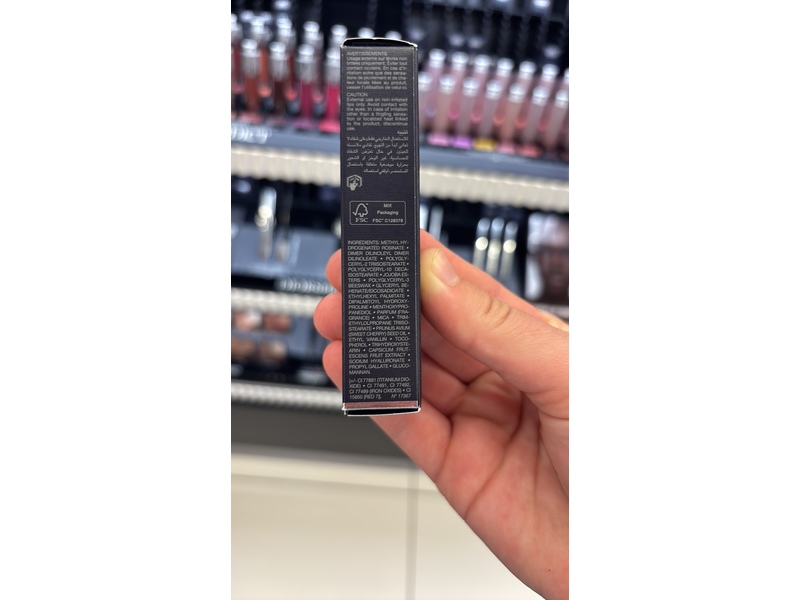 AVERTISSEMENTS:
Usage externe sur lèvres non
irritées uniquement. Éviter tout
contact oculaire. En cas d'ir-
ritation autre que des sensa-
tions de picotement et de cha-
leur locale liées au produit,
cesser l'utilisation de celui-ci.
CAUTION:
External use on non irritated
lips only. Avoid contact with
the eyes. In case of irritation
other than a tingling sensa-
tion or localized heat linked
to the product, discontinue
use.
تنبيه:
MIX
Packaging
FSC
FSC® C128378
INGREDIENTS: METHYL HY-
DROGENATED ROSINATE •
DIMER DILINOLEYL DIMER
DILINOLEATE • POLYGLY-
CERYL-2 TRIISOSTEARATE •
POLYGLYCERYL-10 DECA-
ISOSTEARATE • JOJOBA ES-
TERS • POLYGLYCERYL-3
BEESWAX • GLYCERYL BE-
HENATE/EICOSADIOATE •
ETHYLHEXYL PALMITATE •
DIPALMITOYL HYDROXY-
PROLINE • MENTHOXYPRO-
PANEDIOL • PARFUM (FRA-
GRANCE) • MICA • TRIM-
ETHYLOLPROPANE TRIISO-
STEARATE • PRUNUS AVIUM
(SWEET CHERRY) SEED OIL •
ETHYL VANILLIN • TOCO-
PHEROL • TRIHYDROXYSTE-
ARIN • CAPSICUM FRUT-
ESCENS FRUIT EXTRACT •
SODIUM HYALURONATE •
PROPYL GALLATE • GLUCO-
MANNAN.
[+/- CI 77891 (TITANIUM DIO-
XIDE) • CI 77491, CI 77492,
CI 77499 (IRON OXIDES) • CI
15850 (RED 7)]. N° 17367